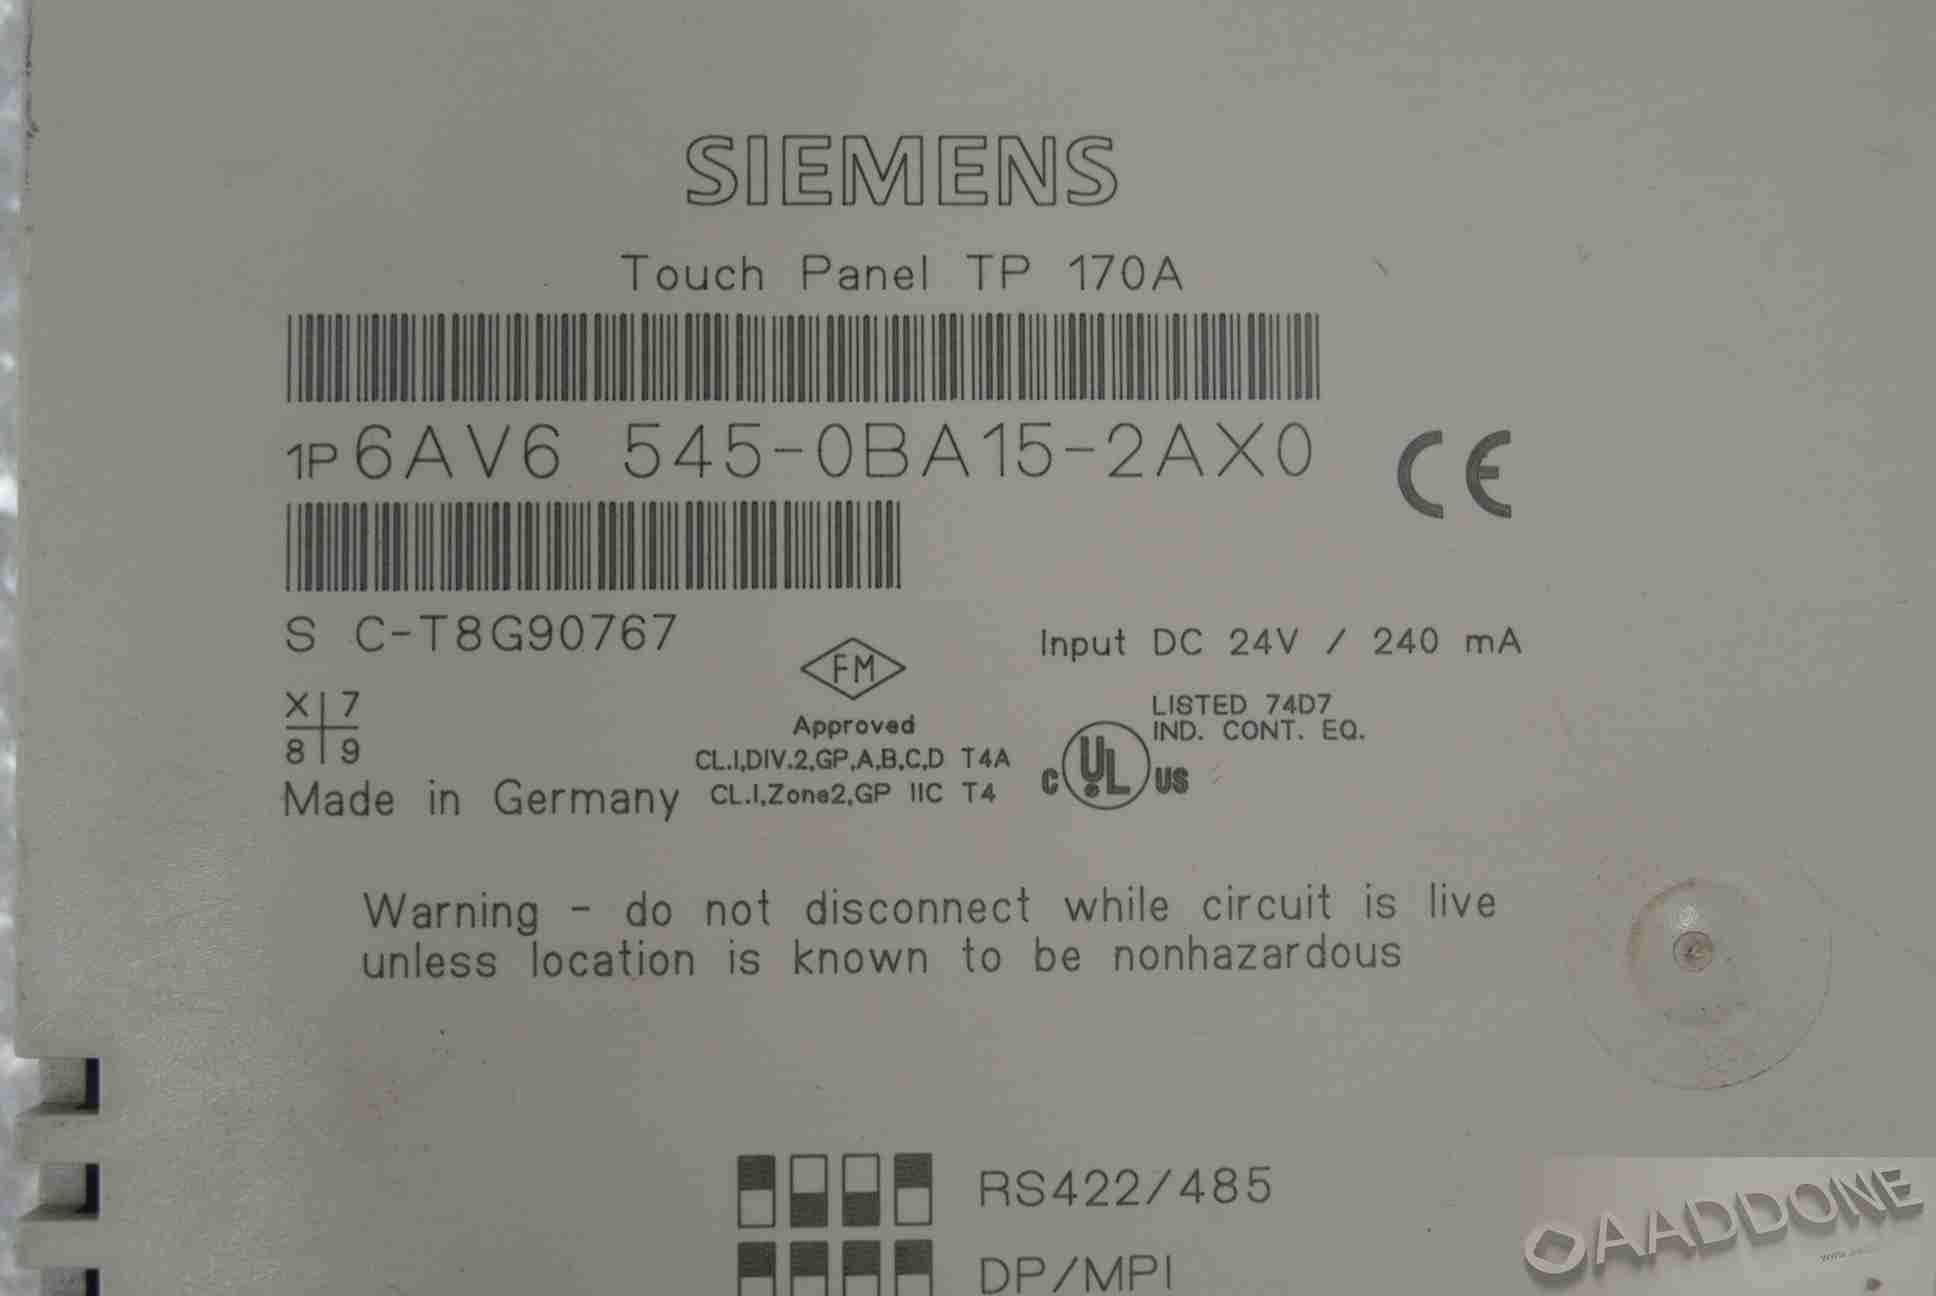 SIEMENS
Touch Panel TP 170A
1P 6AV6 545-0BA15-2AX0
CE
S C-T8G90767
Input DC 24V / 240 mA
FM
X 7
8 9
Approved
CL.I,DIV.2,GP,A,B,C,D T4A
CL.I,Zone2,GP IIC T4
LISTED 74D7
IND. CONT. EQ.
C UL US
Made in Germany
Warning - do not disconnect while circuit is live
unless location is known to be nonhazardous
RS422/485
DP/MPI
AADDONE